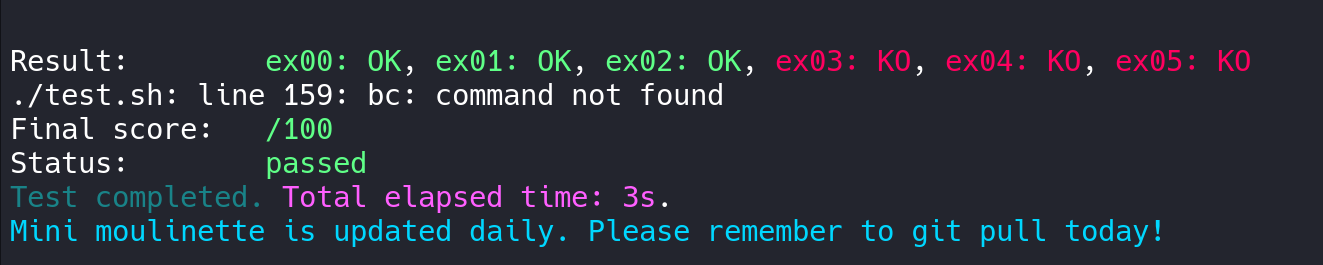 Result: ex00: OK, ex01: OK, ex02: OK, ex03: KO, ex04: KO, ex05: KO
./test.sh: line 159: bc: command not found
Final score: /100
Status: passed
Test completed. Total elapsed time: 3s.
Mini moulinette is updated daily. Please remember to git pull today!